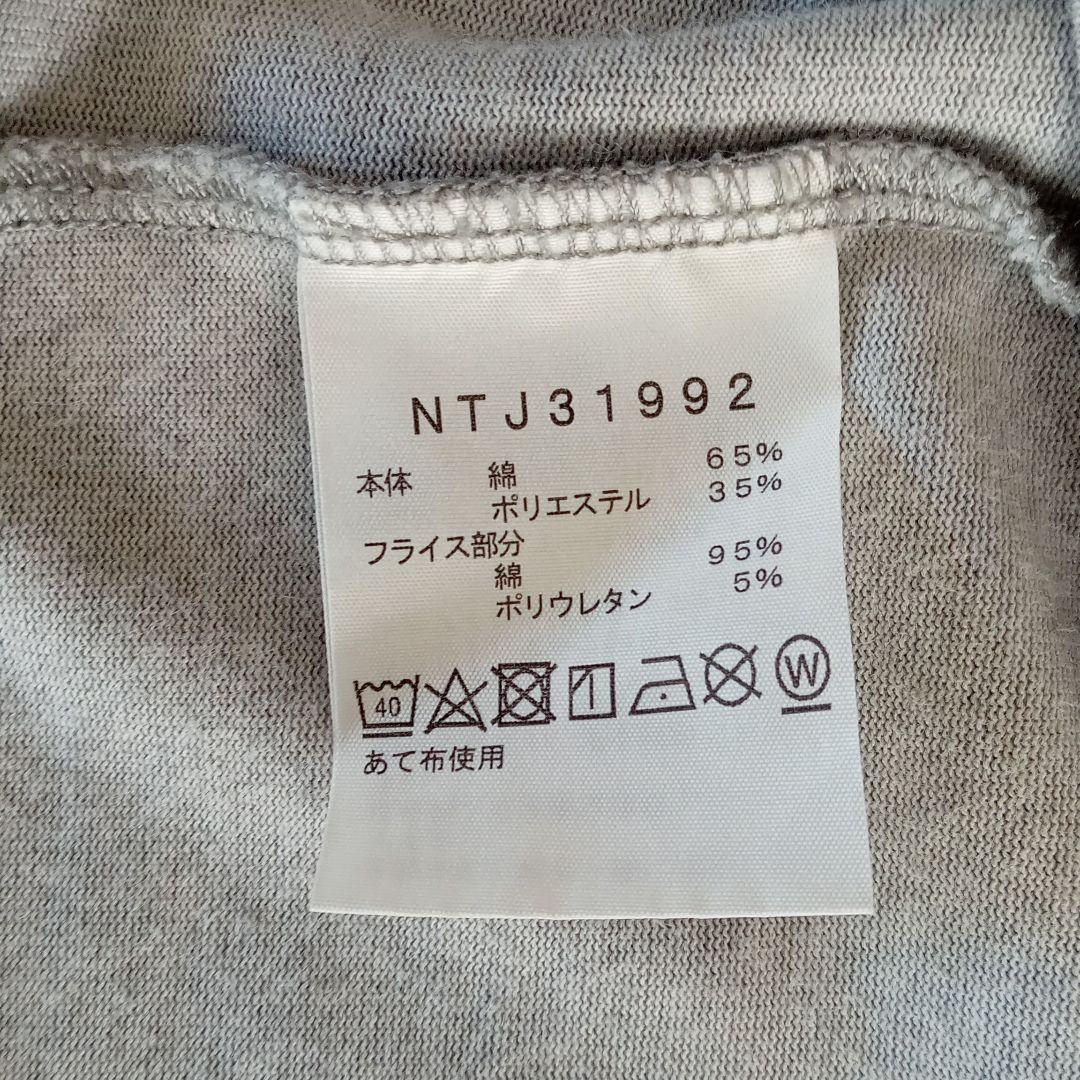 NTJ31992
本体 綿 65%
ポリエステル 35%
フライス部分
綿 95%
ポリウレタン 5%
40 W
あて布使用